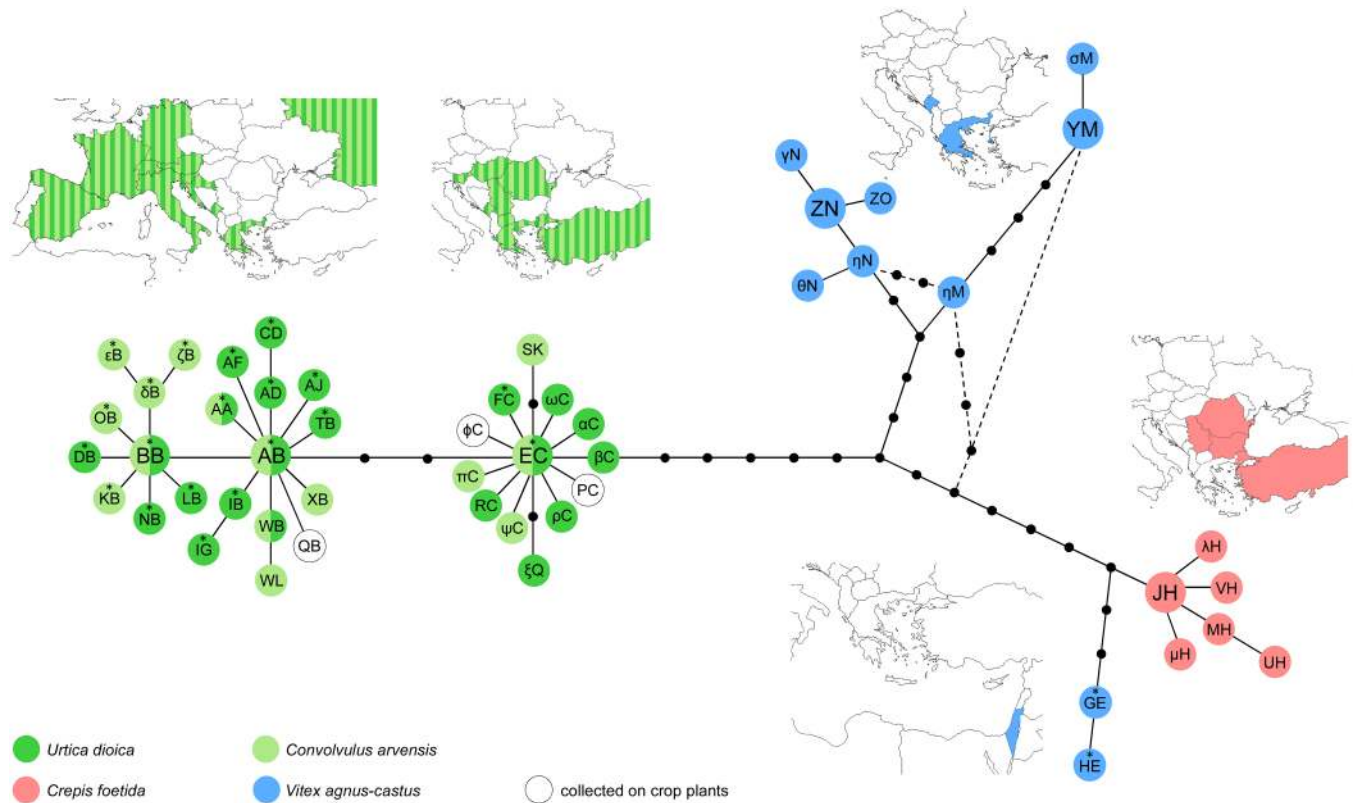 σM
YM
γN
ZN
ZO
ηN
θN
ηM
CD
*
εB
*
ζB
*
AF
*
δB
*
AD
*
AJ
*
OB
*
AA
*
TB
*
DB
*
BB
*
AB
*
KB
*
LB
*
NB
*
IB
*
XB
IG
*
WB
QB
WL
SK
FC
*
ωC
ϕC
αC
EC
*
βC
πC
PC
RC
ψC
ρC
ξQ
λH
JH
VH
MH
μH
UH
GE
*
HE
*
Urtica dioica
Convolvulus arvensis
Crepis foetida
Vitex agnus-castus
collected on crop plants